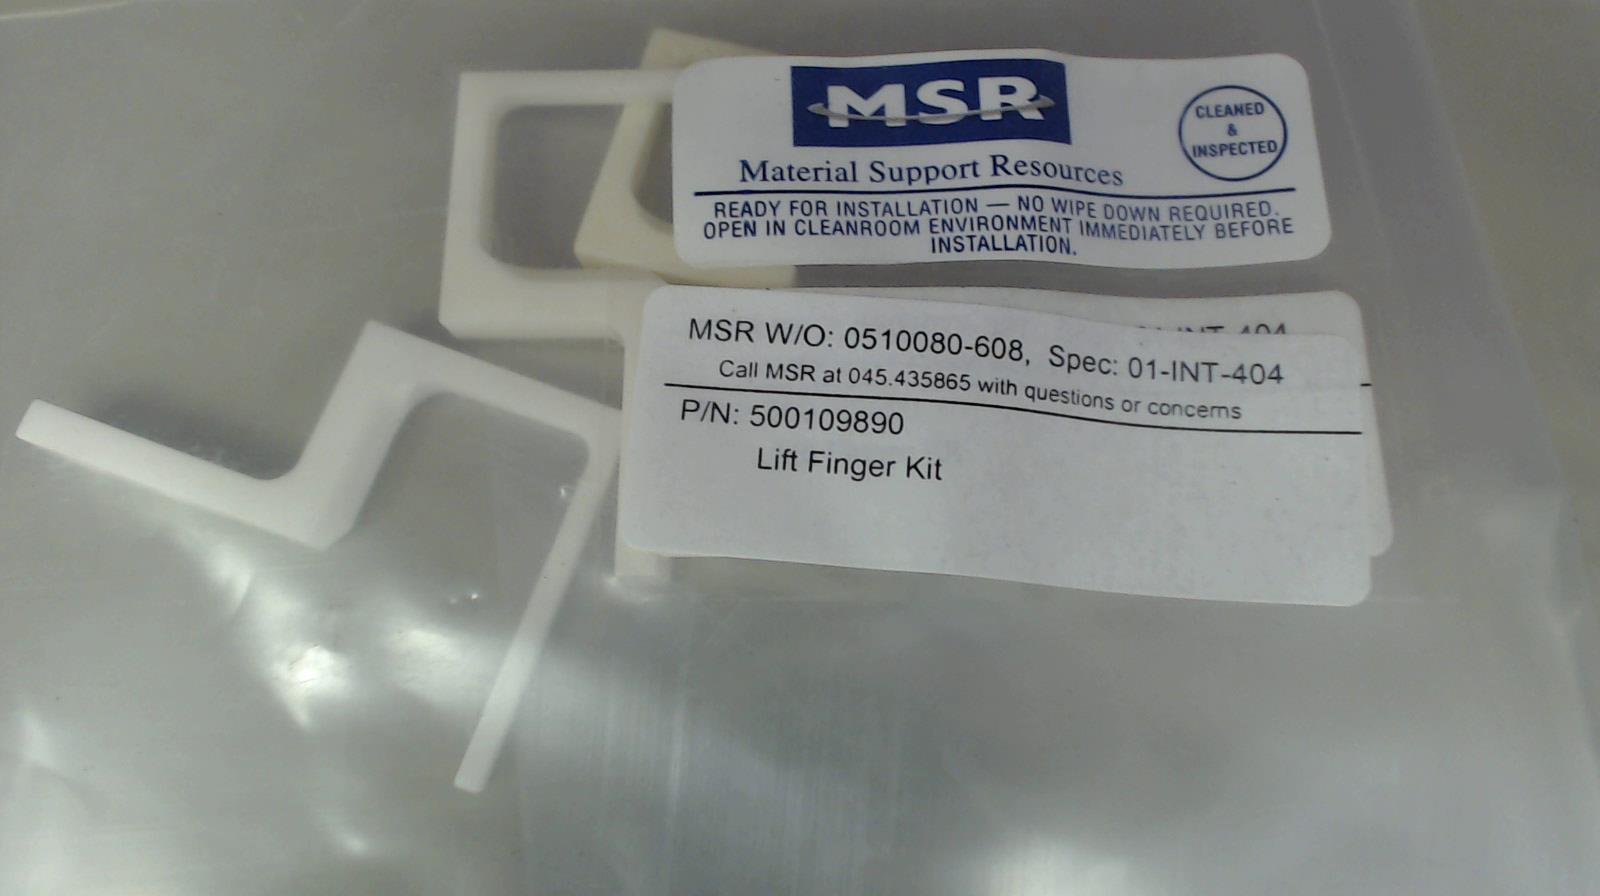 MSR
Material Support Resources
CLEANED
&
INSPECTED
READY FOR INSTALLATION — NO WIPE DOWN REQUIRED.
OPEN IN CLEANROOM ENVIRONMENT IMMEDIATELY BEFORE
INSTALLATION.
MSR W/O: 0510080-608, Spec: 01-INT-404
Call MSR at 045.435865 with questions or concerns
P/N: 500109890
Lift Finger Kit